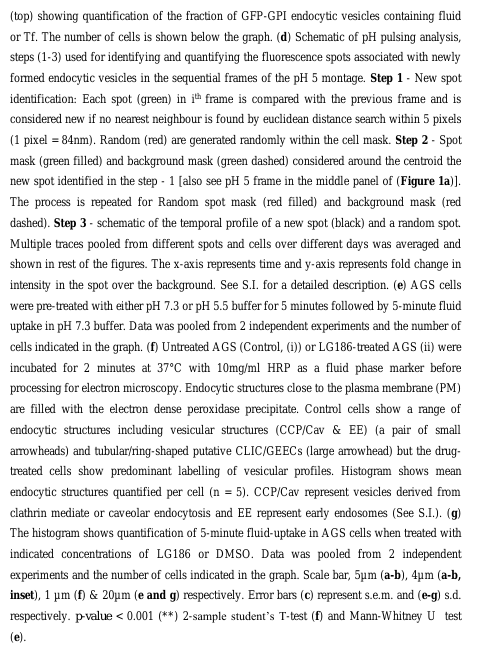 (top) showing quantification of the fraction of GFP-GPI endocytic vesicles containing fluid
or Tf. The number of cells is shown below the graph. (d) Schematic of pH pulsing analysis,
steps (1-3) used for identifying and quantifying the fluorescence spots associated with newly
formed endocytic vesicles in the sequential frames of the pH 5 montage. Step 1 - New spot
identification: Each spot (green) in ith frame is compared with the previous frame and is
considered new if no nearest neighbour is found by euclidean distance search within 5 pixels
(1 pixel = 84nm). Random (red) are generated randomly within the cell mask. Step 2 - Spot
mask (green filled) and background mask (green dashed) considered around the centroid the
new spot identified in the step - 1 [also see pH 5 frame in the middle panel of (Figure 1a)].
The process is repeated for Random spot mask (red filled) and background mask (red
dashed). Step 3 - schematic of the temporal profile of a new spot (black) and a random spot.
Multiple traces pooled from different spots and cells over different days was averaged and
shown in rest of the figures. The x-axis represents time and y-axis represents fold change in
intensity in the spot over the background. See S.I. for a detailed description. (e) AGS cells
were pre-treated with either pH 7.3 or pH 5.5 buffer for 5 minutes followed by 5-minute fluid
uptake in pH 7.3 buffer. Data was pooled from 2 independent experiments and the number of
cells indicated in the graph. (f) Untreated AGS (Control, (i)) or LG186-treated AGS (ii) were
incubated for 2 minutes at 37°C with 10mg/ml HRP as a fluid phase marker before
processing for electron microscopy. Endocytic structures close to the plasma membrane (PM)
are filled with the electron dense peroxidase precipitate. Control cells show a range of
endocytic structures including vesicular structures (CCP/Cav & EE) (a pair of small
arrowheads) and tubular/ring-shaped putative CLIC/GEECs (large arrowhead) but the drug-
treated cells show predominant labelling of vesicular profiles. Histogram shows mean
endocytic structures quantified per cell (n = 5). CCP/Cav represent vesicles derived from
clathrin mediate or caveolar endocytosis and EE represent early endosomes (See S.I.). (g)
The histogram shows quantification of 5-minute fluid-uptake in AGS cells when treated with
indicated concentrations of LG186 or DMSO. Data was pooled from 2 independent
experiments and the number of cells indicated in the graph. Scale bar, 5µm (a-b), 4µm (a-b,
inset), 1 µm (f) & 20µm (e and g) respectively. Error bars (c) represent s.e.m. and (e-g) s.d.
respectively. p-value < 0.001 (**) 2-sample student's T-test (f) and Mann-Whitney U test
(e).